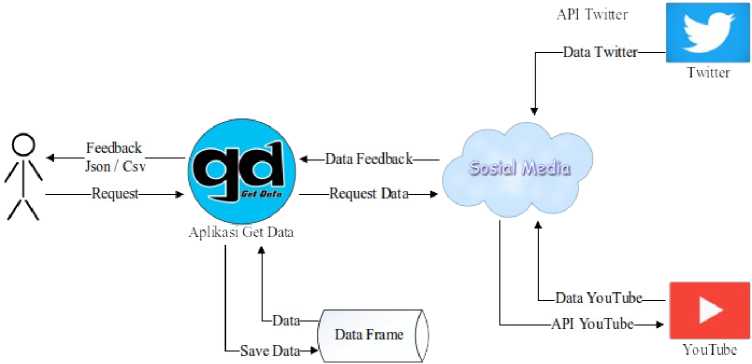 API Twitter
Data Twitter
Twitter
Feedback
Json / Csv
Request
gd
Get Data
Aplikasi Get Data
Data Feedback
Request Data
Sosial Media
Data
Save Data
Data Frame
Data YouTube
API YouTube
YouTube